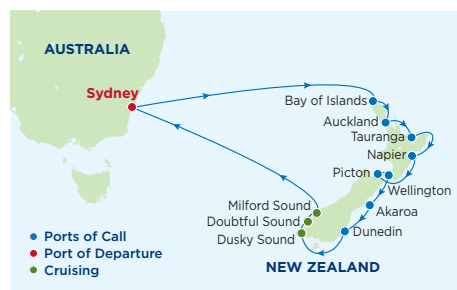 AUSTRALIA
Sydney
Bay of Islands
Auckland
Tauranga
Napier
Picton
Wellington
Milford Sound
Akaroa
Doubtful Sound
Dunedin
Dusky Sound
Ports of Call
Port of Departure
Cruising
NEW ZEALAND